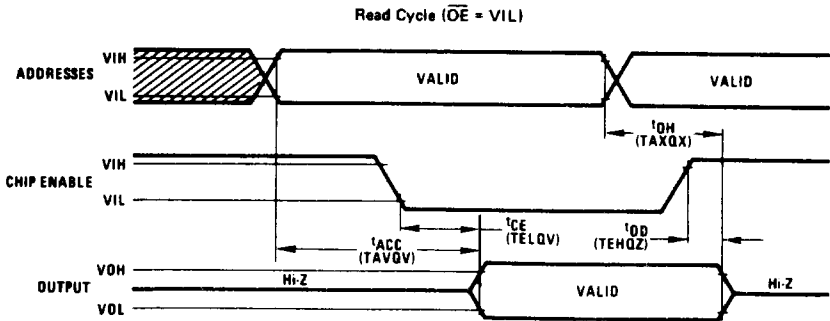 Read Cycle (OE = VIL)
ADDRESSES
VIH
VIL
VALID
VALID
tOH
(TAXQX)
CHIP ENABLE
VIH
VIL
tCE
(TELQV)
tOD
(TEHQZ)
tACC
(TAVQV)
OUTPUT
VOH
VOL
Hi-Z
VALID
Hi-Z